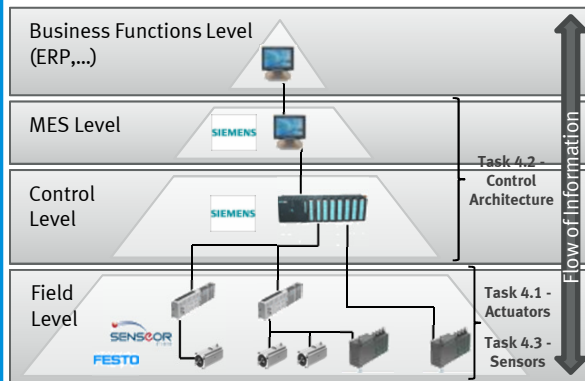 Business Functions Level
(ERP,...)
MES Level
SIEMENS
Task 4.2 -
Control
Architecture
Control
Level
SIEMENS
Flow of Information
Field
Level
Task 4.1 -
Actuators
SENSEOR
FESTO
Task 4.3 -
Sensors